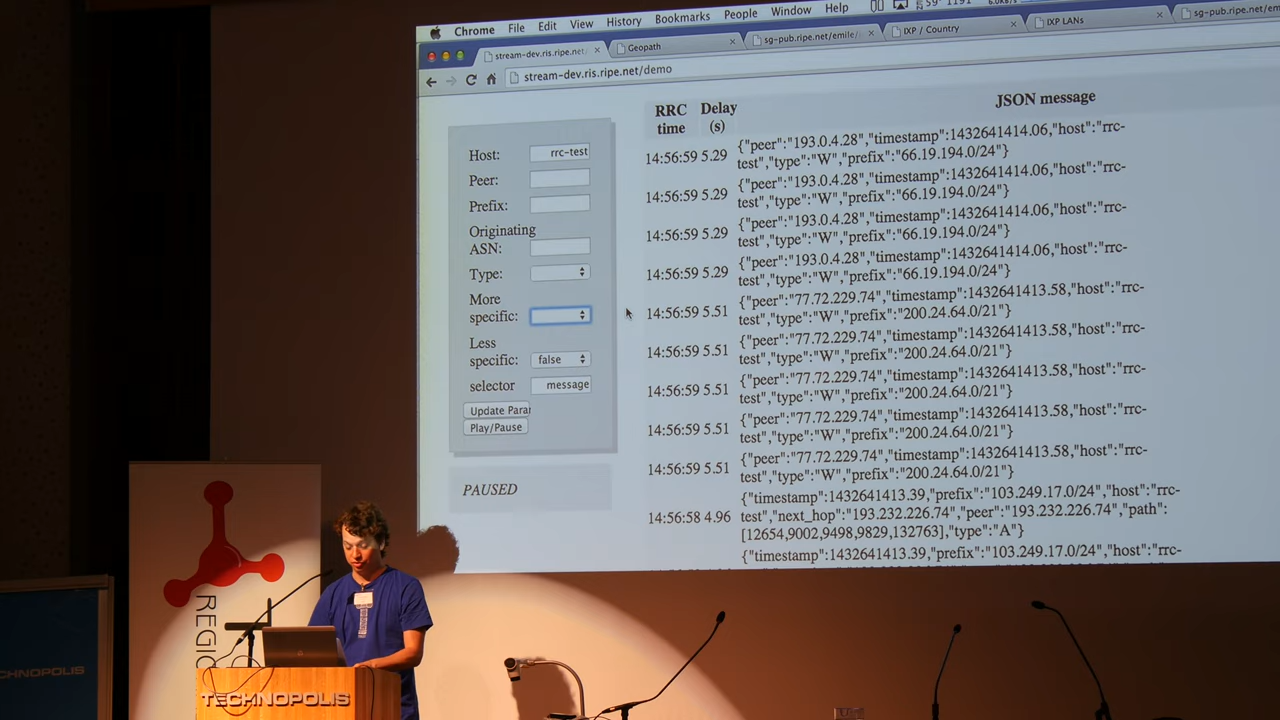 Chrome File Edit View History Bookmarks People Window Help
stream-dev.ris.ripe.net/
Geopath
sg-pub.ripe.net/emile/
IXP / Country
IXP LANs
sg-pub.ripe.net/em
stream-dev.ris.ripe.net/demo
Host: rrc-test
Peer:
Prefix:
Originating
ASN:
Type:
More
specific:
Less
specific: false
selector message
Update Parar
Play/Pause
PAUSED
RRC Delay JSON message
time (s)
{"peer":"193.0.4.28","timestamp":1432641414.06,"host":"rrc-
14:56:59 5.29
test","type":"W","prefix":"66.19.194.0/24"}
{"peer":"193.0.4.28","timestamp":1432641414.06,"host":"rrc-
14:56:59 5.29
test","type":"W","prefix":"66.19.194.0/24"}
{"peer":"193.0.4.28","timestamp":1432641414.06,"host":"rrc-
14:56:59 5.29
test","type":"W","prefix":"66.19.194.0/24"}
{"peer":"193.0.4.28","timestamp":1432641414.06,"host":"rrc-
14:56:59 5.29
test","type":"W","prefix":"66.19.194.0/24"}
{"peer":"77.72.229.74","timestamp":1432641413.58,"host":"rrc-
14:56:59 5.51
test","type":"W","prefix":"200.24.64.0/21"}
{"peer":"77.72.229.74","timestamp":1432641413.58,"host":"rrc-
14:56:59 5.51
test","type":"W","prefix":"200.24.64.0/21"}
{"peer":"77.72.229.74","timestamp":1432641413.58,"host":"rrc-
14:56:59 5.51
test","type":"W","prefix":"200.24.64.0/21"}
{"peer":"77.72.229.74","timestamp":1432641413.58,"host":"rrc-
14:56:59 5.51
test","type":"W","prefix":"200.24.64.0/21"}
{"peer":"77.72.229.74","timestamp":1432641413.58,"host":"rrc-
14:56:59 5.51
test","type":"W","prefix":"200.24.64.0/21"}
{"timestamp":1432641413.39,"prefix":"103.249.17.0/24","host":"rrc-
14:56:58 4.96
test","next_hop":"193.232.226.74","peer":"193.232.226.74","path":
[12654,9002,9498,9829,132763],"type":"A"}
{"timestamp":1432641413.39,"prefix":"103.249.17.0/24","host":"rrc-
REGIO
CHNOPOLIS
TECHNOPOLIS